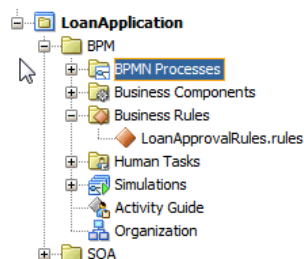 LoanApplication
BPM
BPMN Processes
Business Components
Business Rules
LoanApprovalRules.rules
Human Tasks
Simulations
Activity Guide
Organization
SOA